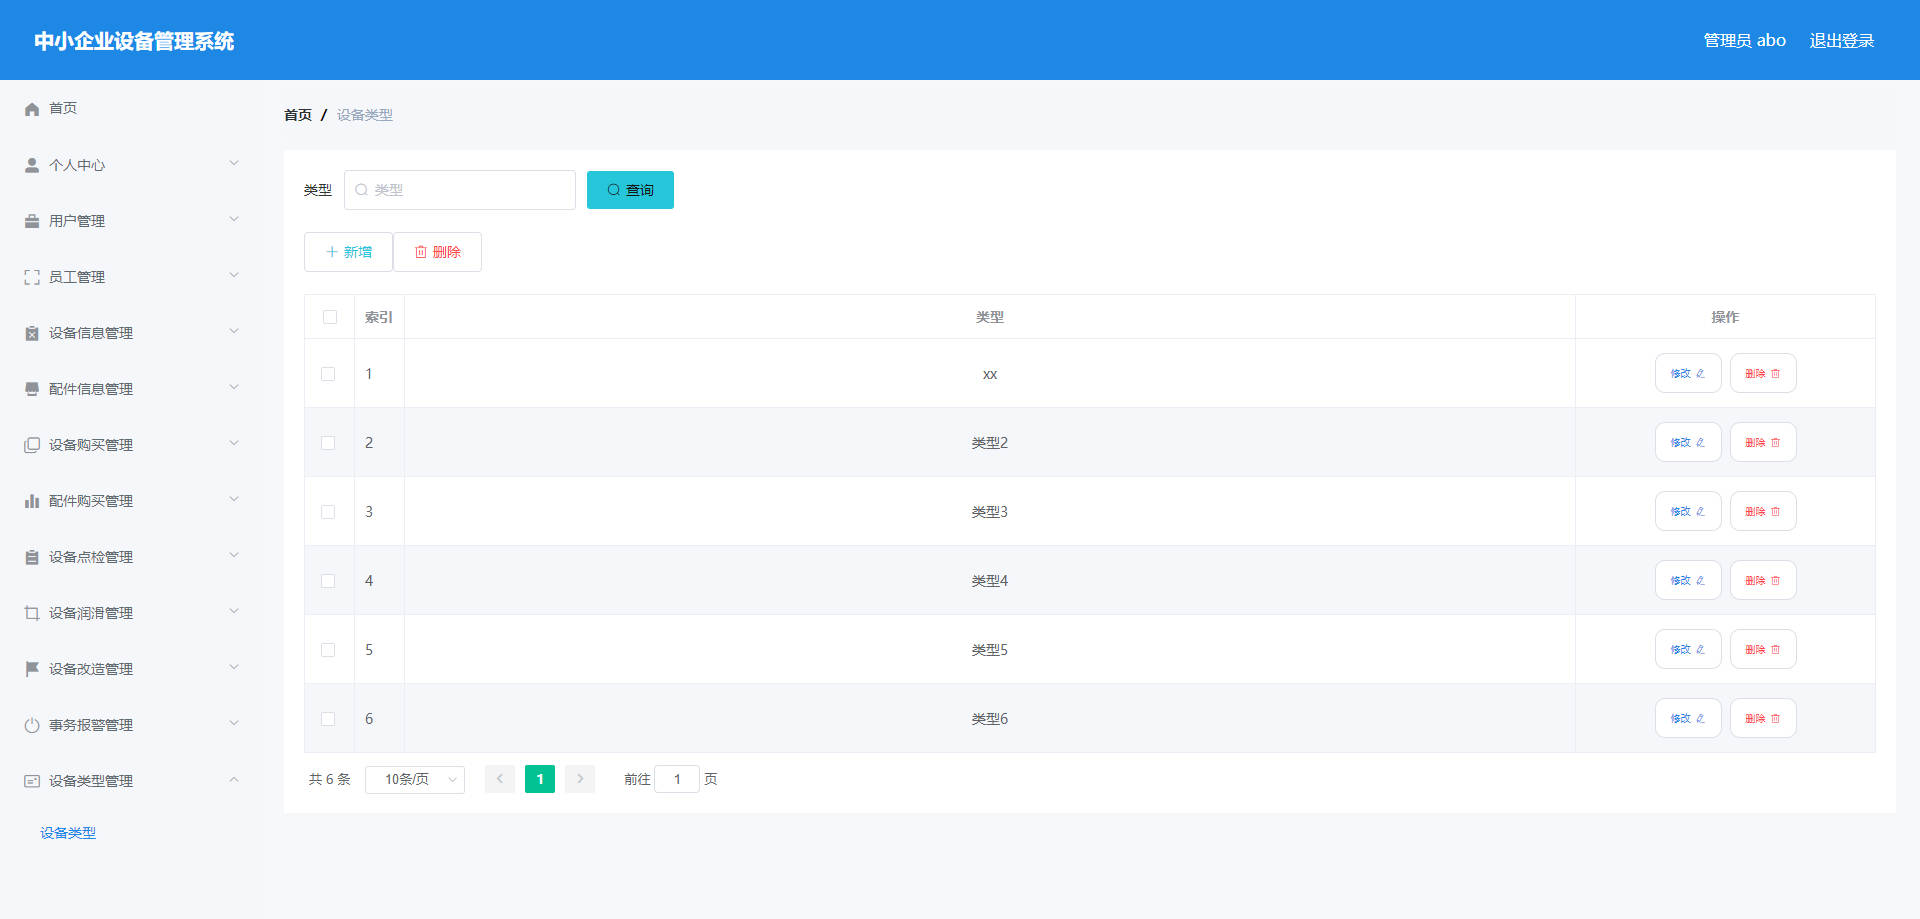 中小企业设备管理系统
管理员 abo 退出登录
首页
个人中心
用户管理
员工管理
设备信息管理
配件信息管理
设备购买管理
配件购买管理
设备点检管理
设备润滑管理
设备改造管理
事务报警管理
设备类型管理
设备类型
首页 / 设备类型
类型 类型 查询
新增 删除
索引 类型 操作
1 xx 修改 删除
2 类型2 修改 删除
3 类型3 修改 删除
4 类型4 修改 删除
5 类型5 修改 删除
6 类型6 修改 删除
共 6 条 10条/页 1 前往 1 页